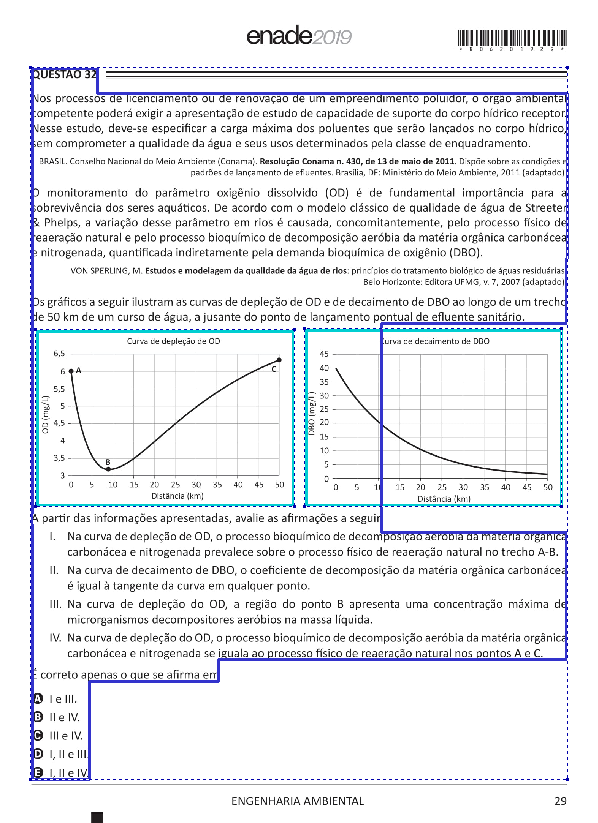 enade2019
QUESTÃO 32
Nos processos de licenciamento ou de renovação de um empreendimento poluidor, o órgão ambiental
competente poderá exigir a apresentação de estudo de capacidade de suporte do corpo hídrico receptor.
Nesse estudo, deve-se especificar a carga máxima dos poluentes que serão lançados no corpo hídrico,
sem comprometer a qualidade da água e seus usos determinados pela classe de enquadramento.
BRASIL. Conselho Nacional do Meio Ambiente (Conama). Resolução Conama n. 430, de 13 de maio de 2011. Dispõe sobre as condições e
padrões de lançamento de efluentes. Brasília, DF: Ministério do Meio Ambiente, 2011 (adaptado).
O monitoramento do parâmetro oxigênio dissolvido (OD) é de fundamental importância para a
sobrevivência dos seres aquáticos. De acordo com o modelo clássico de qualidade de água de Streeter
& Phelps, a variação desse parâmetro em rios é causada, concomitantemente, pelo processo físico de
reaeração natural e pelo processo bioquímico de decomposição aeróbia da matéria orgânica carbonácea
e nitrogenada, quantificada indiretamente pela demanda bioquímica de oxigênio (DBO).
VON SPERLING, M. Estudos e modelagem da qualidade da água de rios: princípios do tratamento biológico de águas residuárias.
Belo Horizonte: Editora UFMG, v. 7, 2007 (adaptado).
Os gráficos a seguir ilustram as curvas de depleção de OD e de decaimento de DBO ao longo de um trecho
de 50 km de um curso de água, a jusante do ponto de lançamento pontual de efluente sanitário.
Curva de depleção de OD
OD (mg/L)
6,5
6
5,5
5
4,5
4
3,5
3
A
B
C
0 5 10 15 20 25 30 35 40 45 50
Distância (km)
Curva de decaimento de DBO
DBO (mg/L)
45
40
35
30
25
20
15
10
5
0
0 5 10 15 20 25 30 35 40 45 50
Distância (km)
A partir das informações apresentadas, avalie as afirmações a seguir.
I. Na curva de depleção de OD, o processo bioquímico de decomposição aeróbia da matéria orgânica
carbonácea e nitrogenada prevalece sobre o processo físico de reaeração natural no trecho A-B.
II. Na curva de decaimento de DBO, o coeficiente de decomposição da matéria orgânica carbonácea
é igual à tangente da curva em qualquer ponto.
III. Na curva de depleção do OD, a região do ponto B apresenta uma concentração máxima de
microrganismos decompositores aeróbios na massa líquida.
IV. Na curva de depleção do OD, o processo bioquímico de decomposição aeróbia da matéria orgânica
carbonácea e nitrogenada se iguala ao processo físico de reaeração natural nos pontos A e C.
É correto apenas o que se afirma em
A I e III.
B II e IV.
C III e IV.
D I, II e III.
E I, II e IV.
ENGENHARIA AMBIENTAL 29